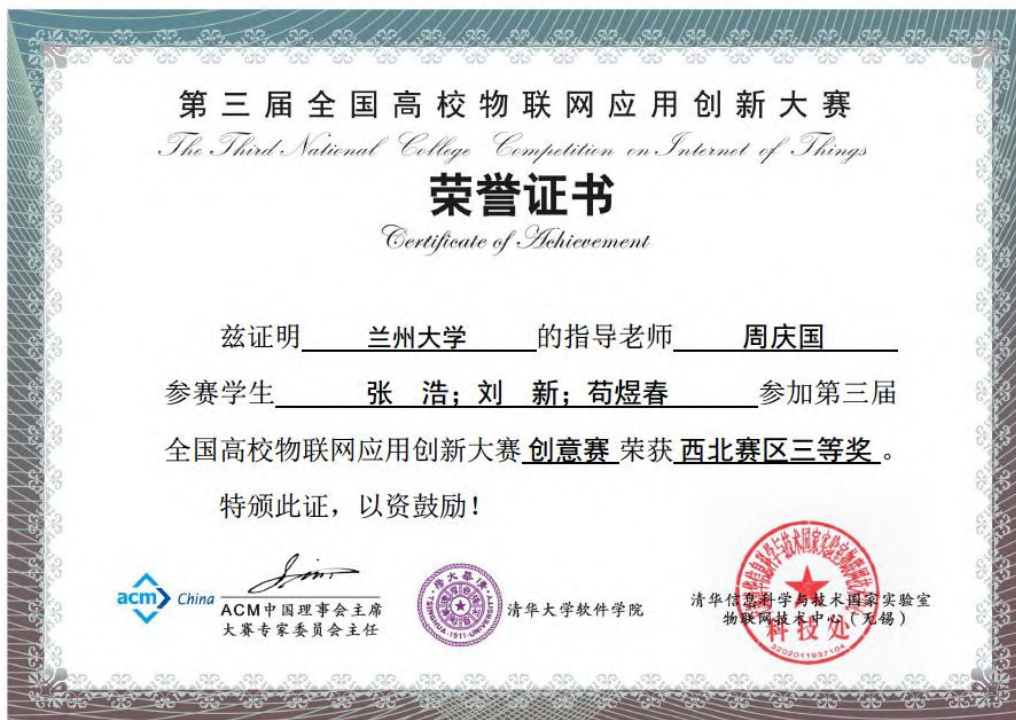 第三届全国高校物联网应用创新大赛
The Third National College Competition on Internet of Things
荣誉证书
Certificate of Achievement
兹证明 兰州大学 的指导老师 周庆国
参赛学生 张 浩；刘 新；苟煜春 参加第三届
全国高校物联网应用创新大赛 创意赛 荣获 西北赛区三等奖 。
特颁此证，以资鼓励！
acm China
ACM中国理事会主席
大赛专家委员会主任
TSINGHUA-1911-UNIVERSITY
清华大学软件学院
清华信息科学与技术国家实验室
物联网技术中心（无锡）
科技处